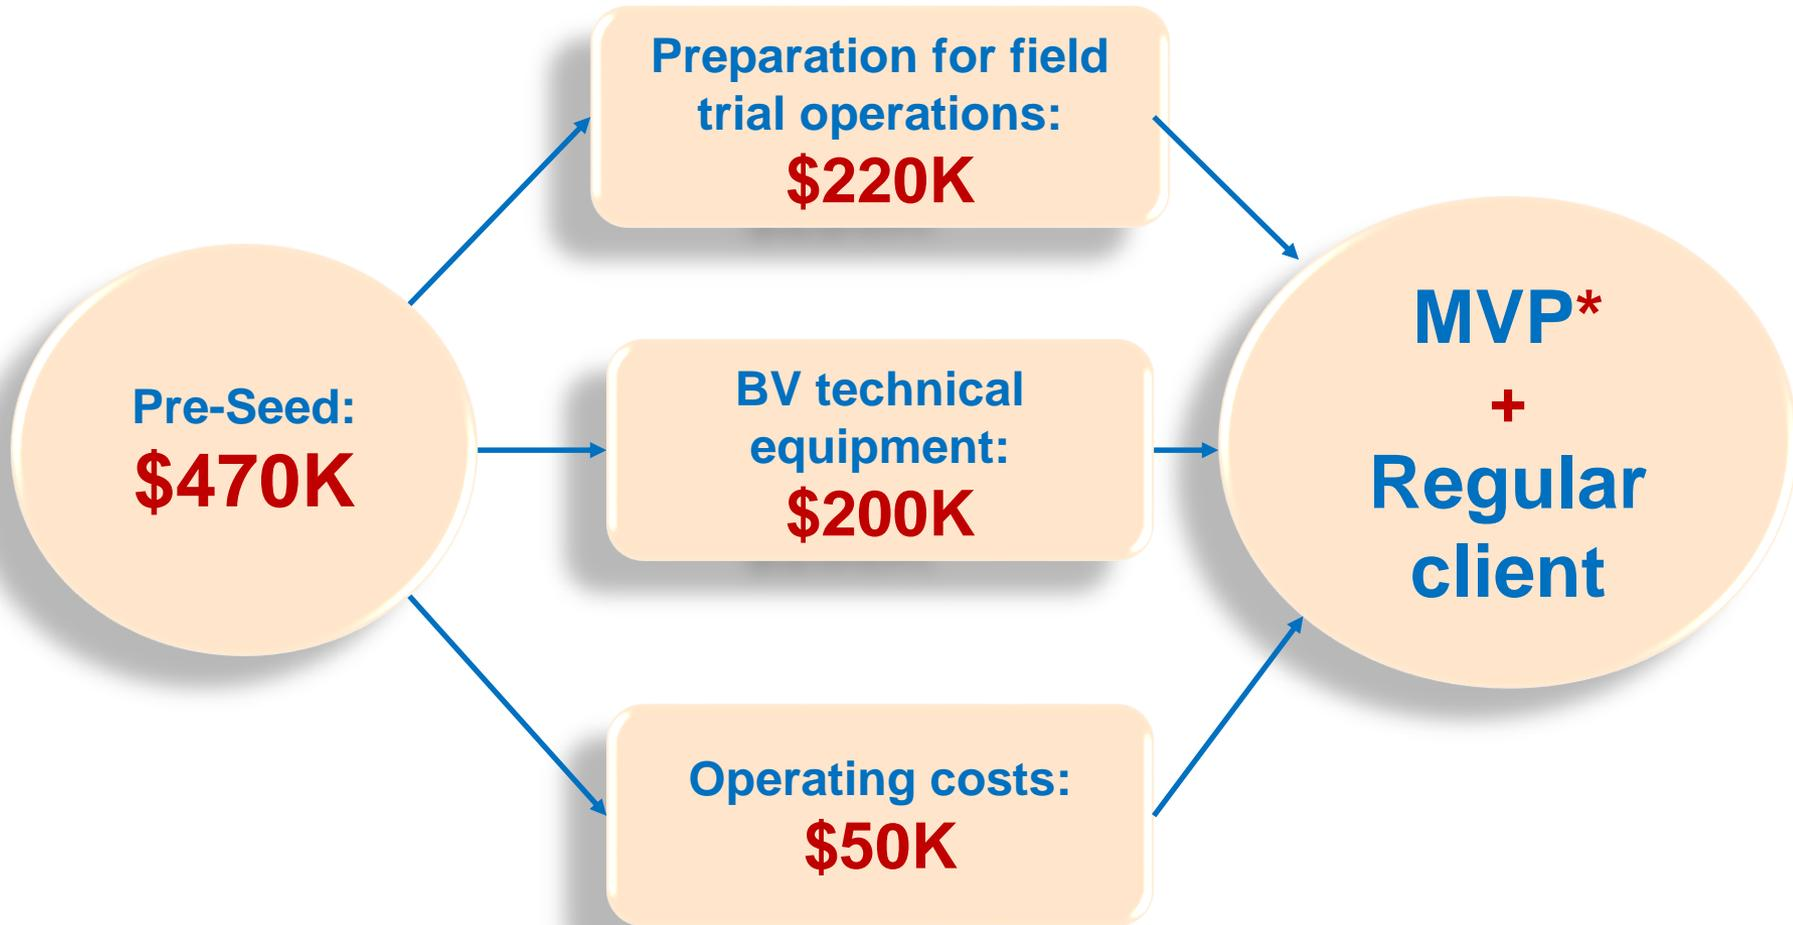 Pre-Seed:
$470K
Preparation for field
trial operations:
$220K
BV technical
equipment:
$200K
Operating costs:
$50K
MVP*
+
Regular
client